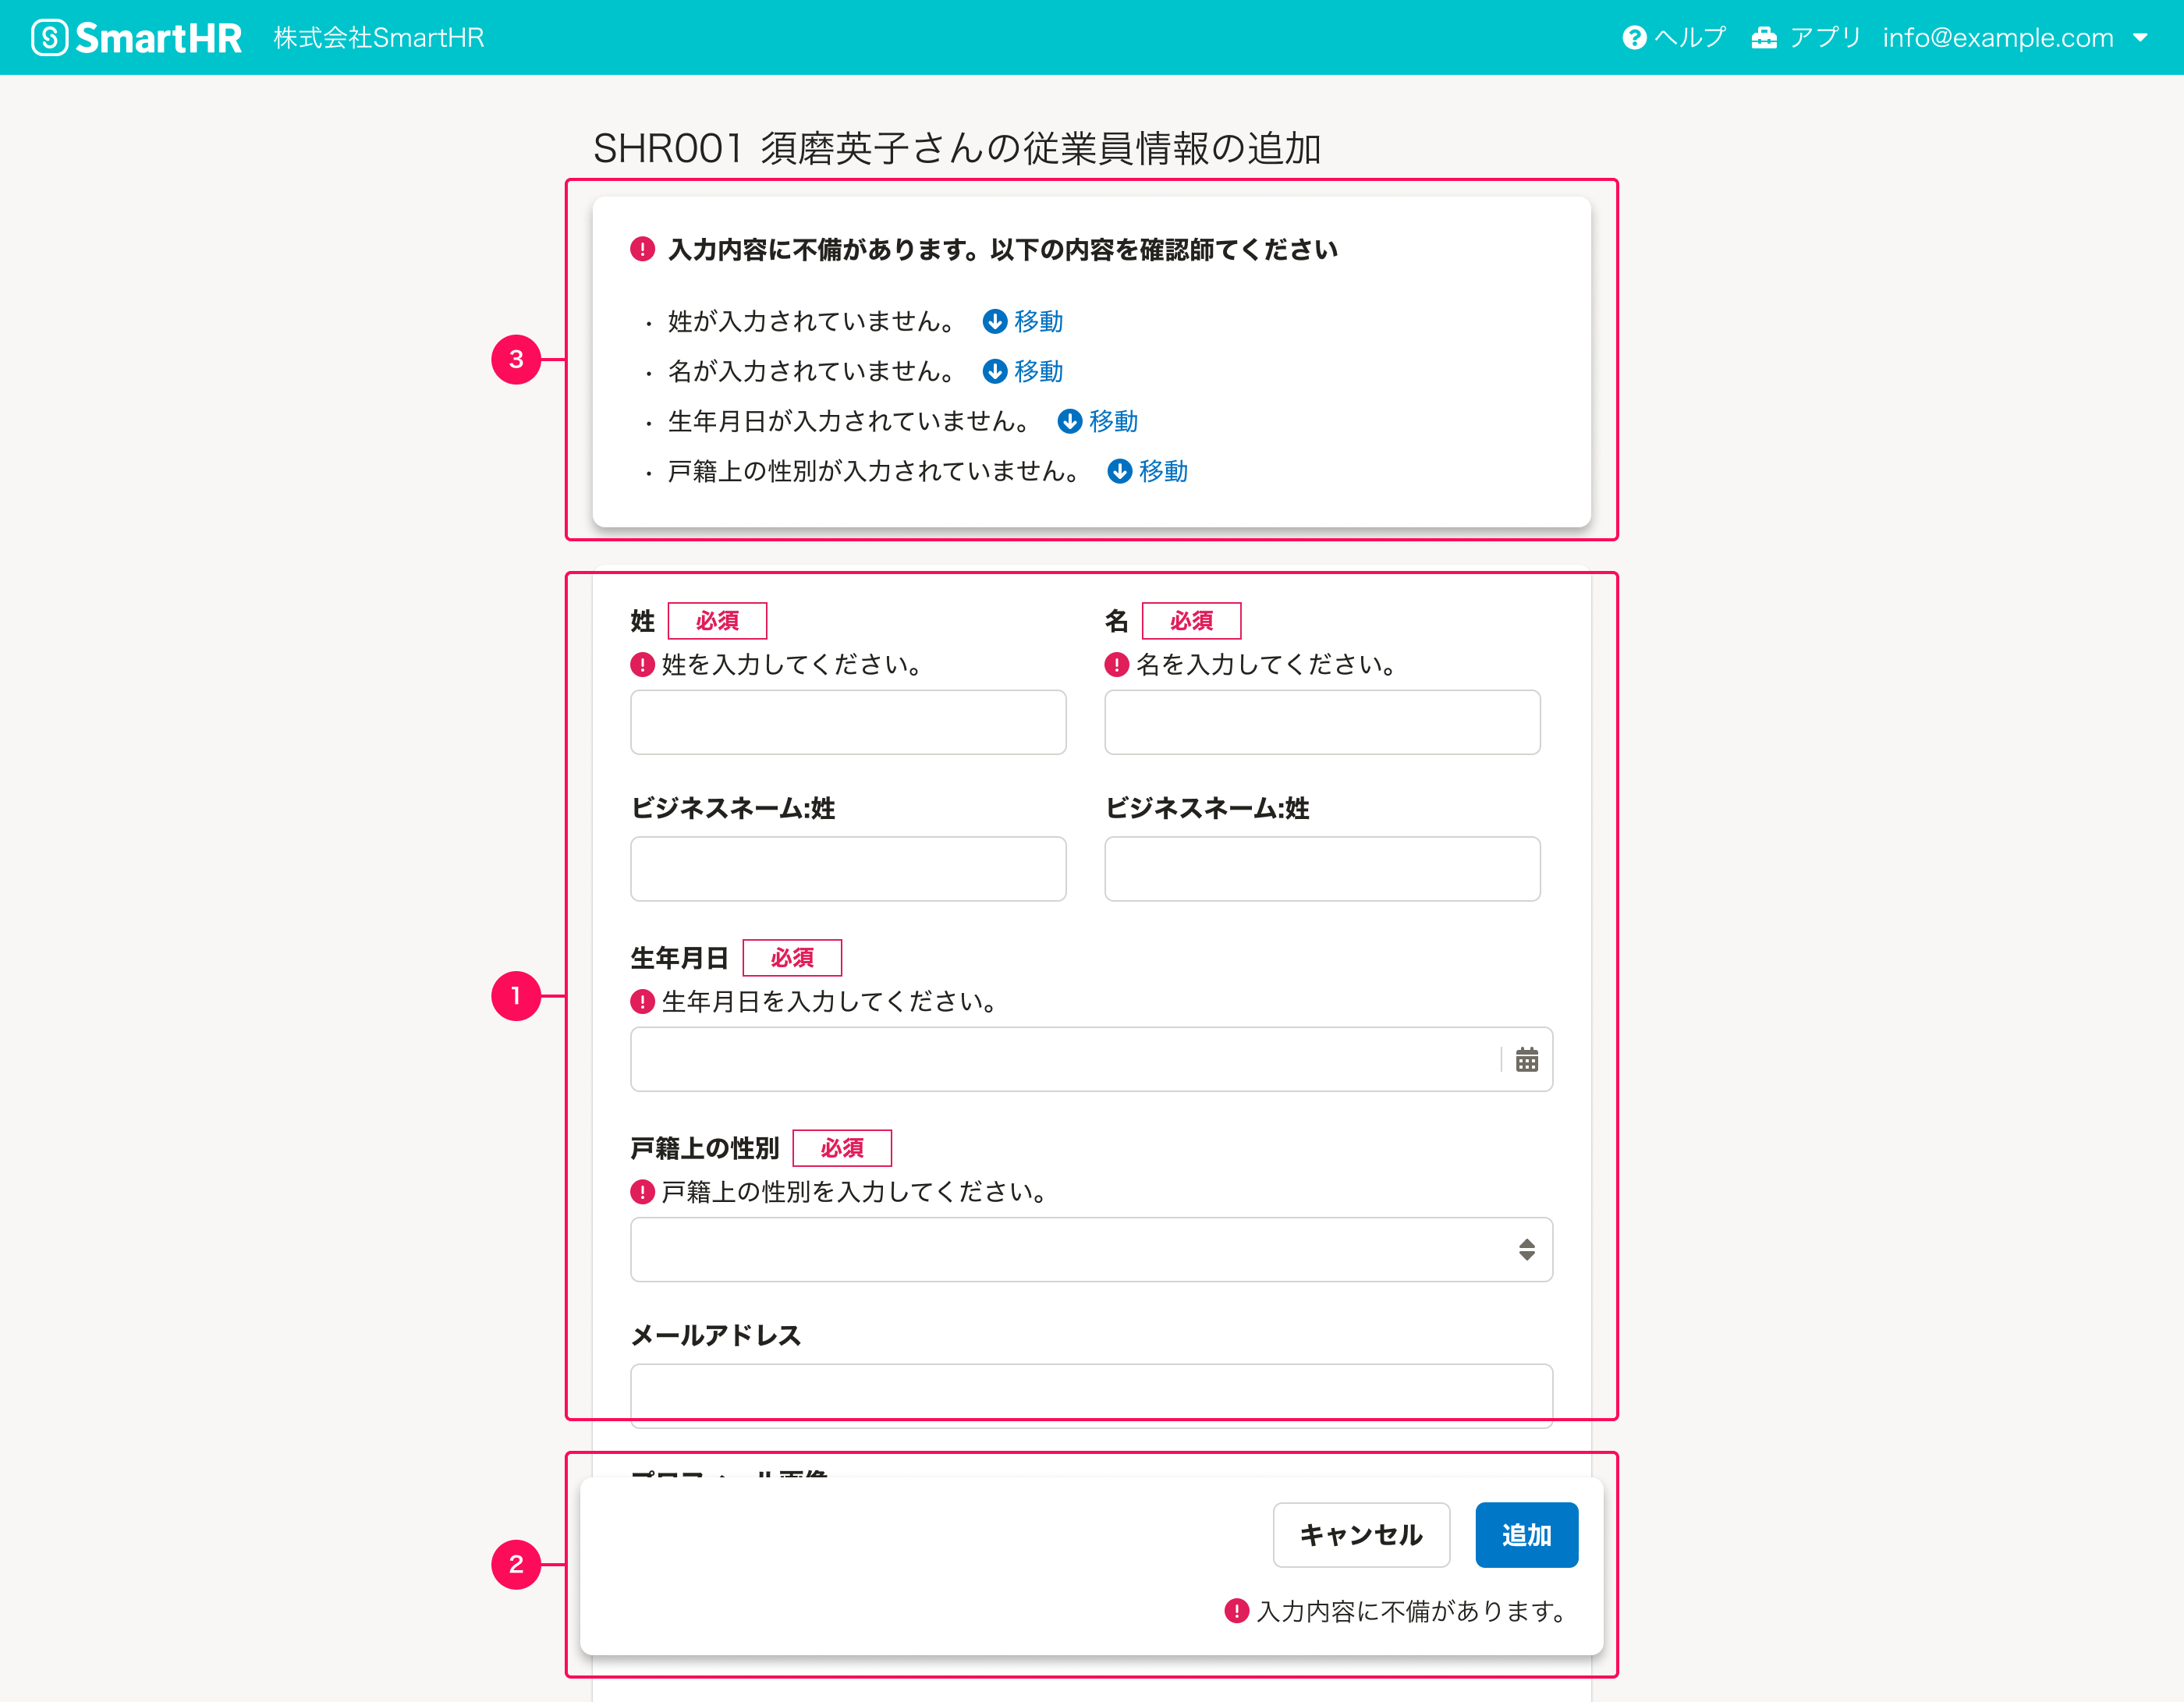 SmartHR 株式会社SmartHR ヘルプ アプリ info@example.com
SHR001 須磨英子さんの従業員情報の追加
入力内容に不備があります。以下の内容を確認師てください
・ 姓が入力されていません。 移動
・ 名が入力されていません。 移動
・ 生年月日が入力されていません。 移動
・ 戸籍上の性別が入力されていません。 移動
3
姓 必須 名 必須
姓を入力してください。 名を入力してください。
ビジネスネーム:姓 ビジネスネーム:姓
生年月日 必須
1
生年月日を入力してください。
戸籍上の性別 必須
戸籍上の性別を入力してください。
メールアドレス
プロフィール画像
キャンセル 追加
2
入力内容に不備があります。